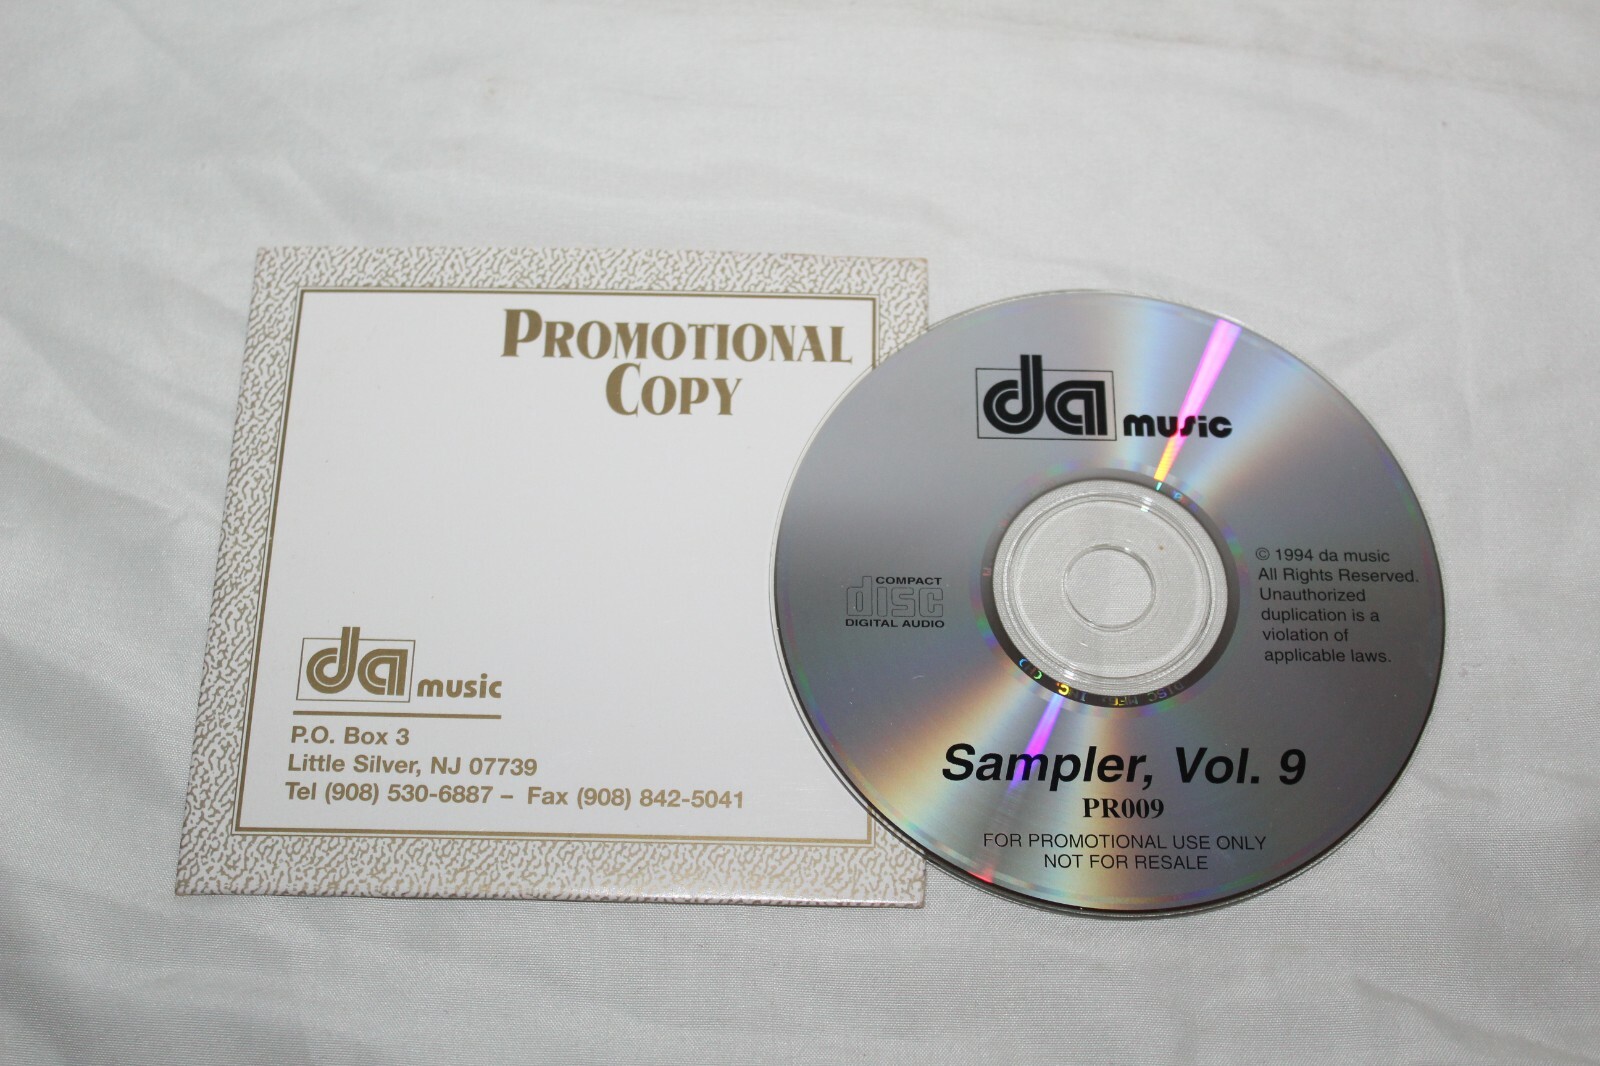 PROMOTIONAL
COPY
da music
P.O. Box 3
Little Silver, NJ 07739
Tel (908) 530-6887 – Fax (908) 842-5041
da music
COMPACT
disc
DIGITAL AUDIO
© 1994 da music
All Rights Reserved.
Unauthorized
duplication is a
violation of
applicable laws.
Sampler, Vol. 9
PR009
FOR PROMOTIONAL USE ONLY
NOT FOR RESALE